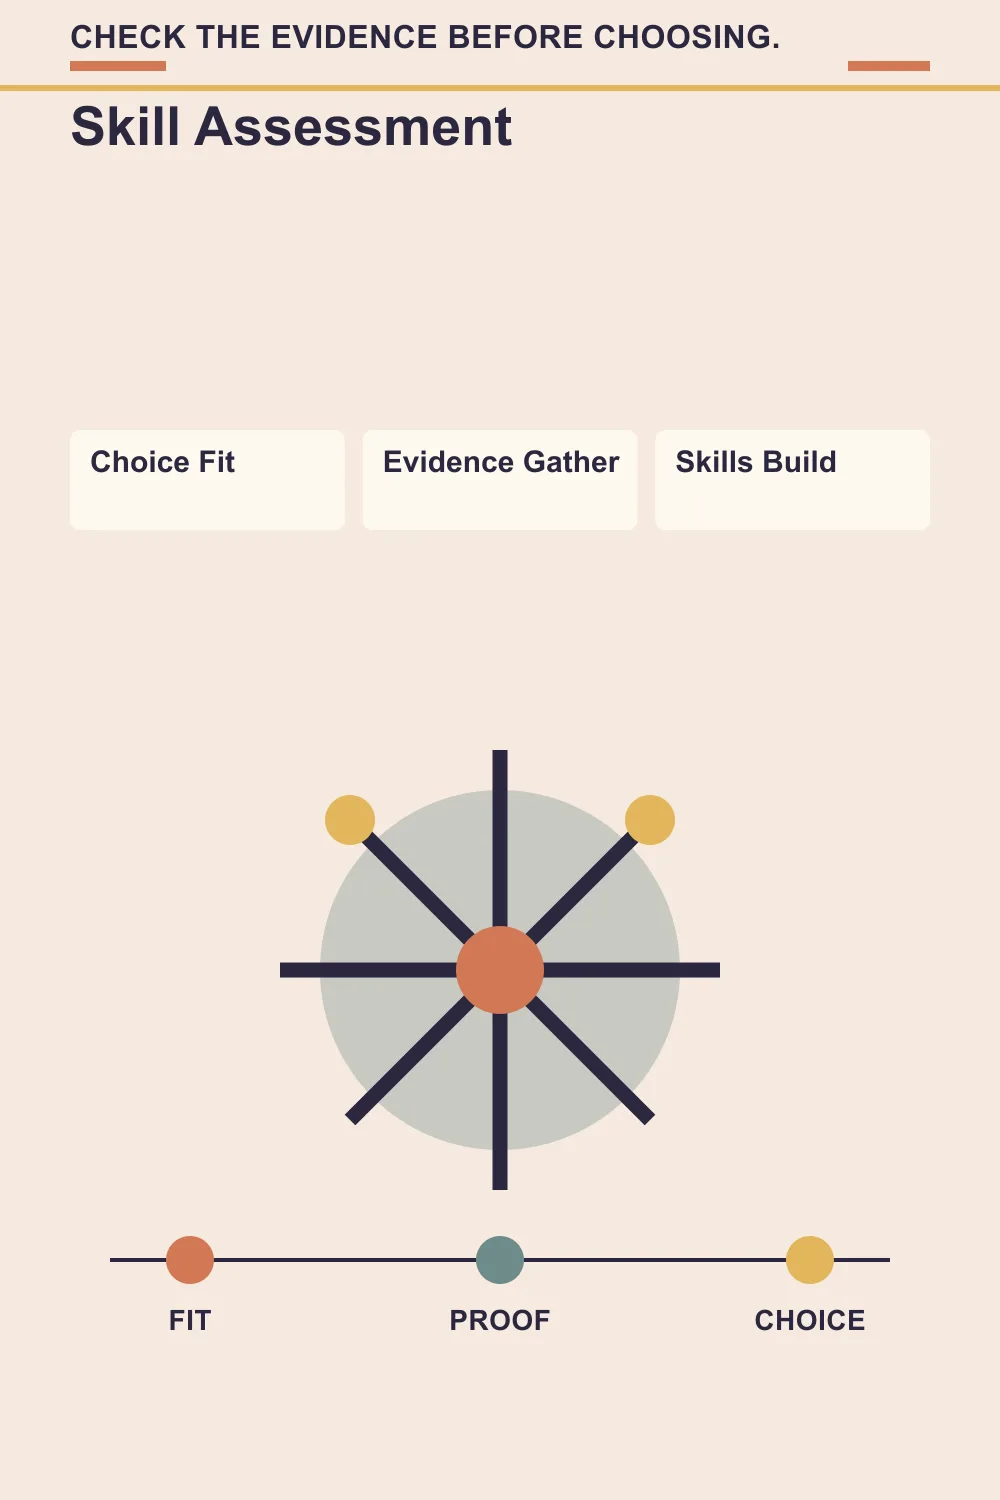 CHECK THE EVIDENCE BEFORE CHOOSING.
Skill Assessment
Choice Fit
Evidence Gather
Skills Build
FIT
PROOF
CHOICE